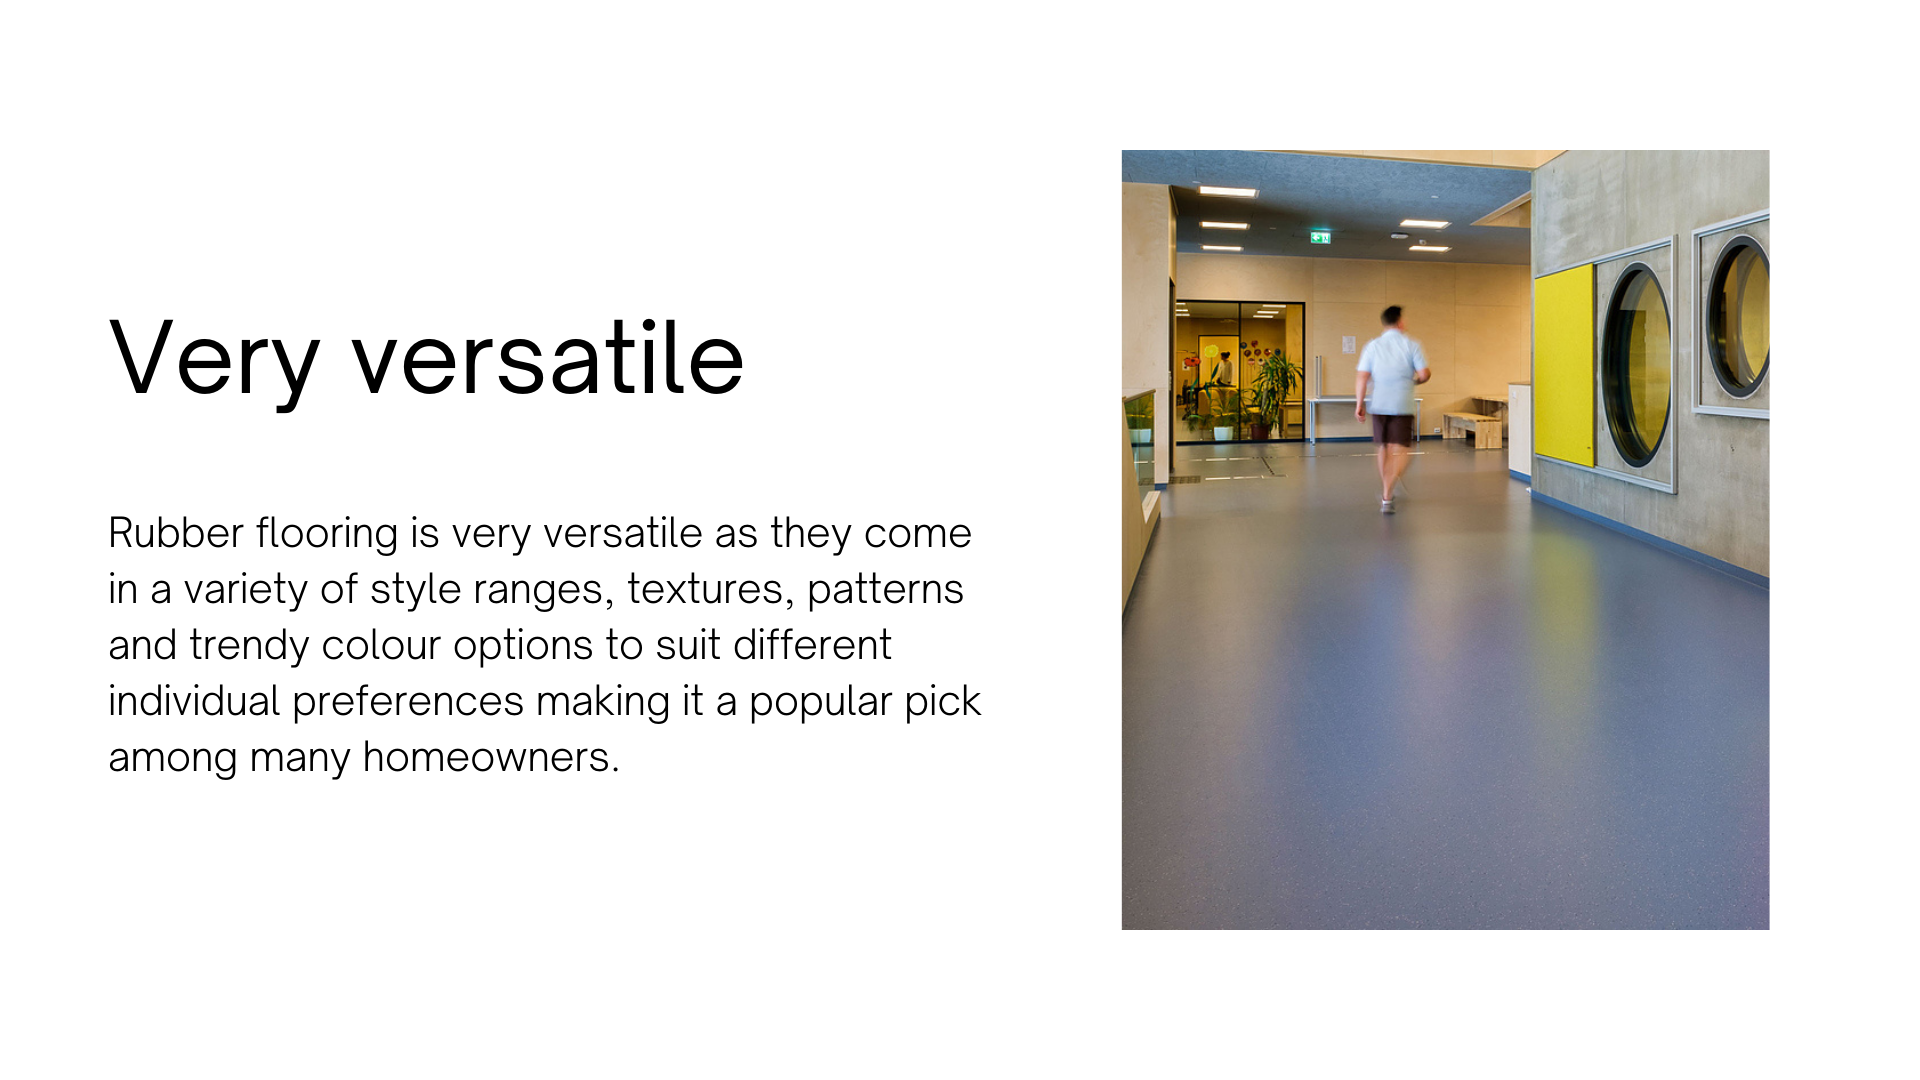 Very versatile
Rubber flooring is very versatile as they come
in a variety of style ranges, textures, patterns
and trendy colour options to suit different
individual preferences making it a popular pick
among many homeowners.